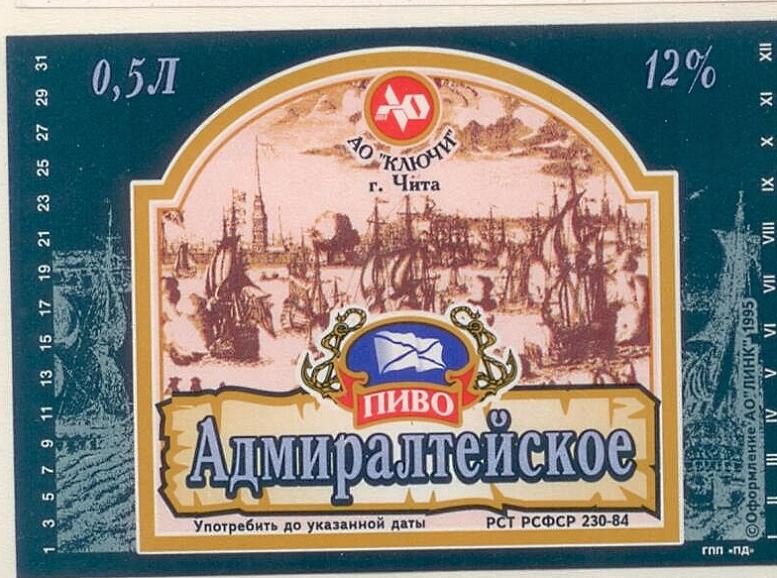 0,5Л
12%
АО "КЛЮЧИ"
г. Чита
ПИВО
Адмиралтейское
Употребить до указанной даты
РСТ РСФСР 230-84
1 3 5 7 9 11 13 15 17 19 21 23 25 27 29 31
I II III IV V VI VII VIII IX X XI XII
©Оформление АО"ЛИНК", 1995
ГПП «ПД»